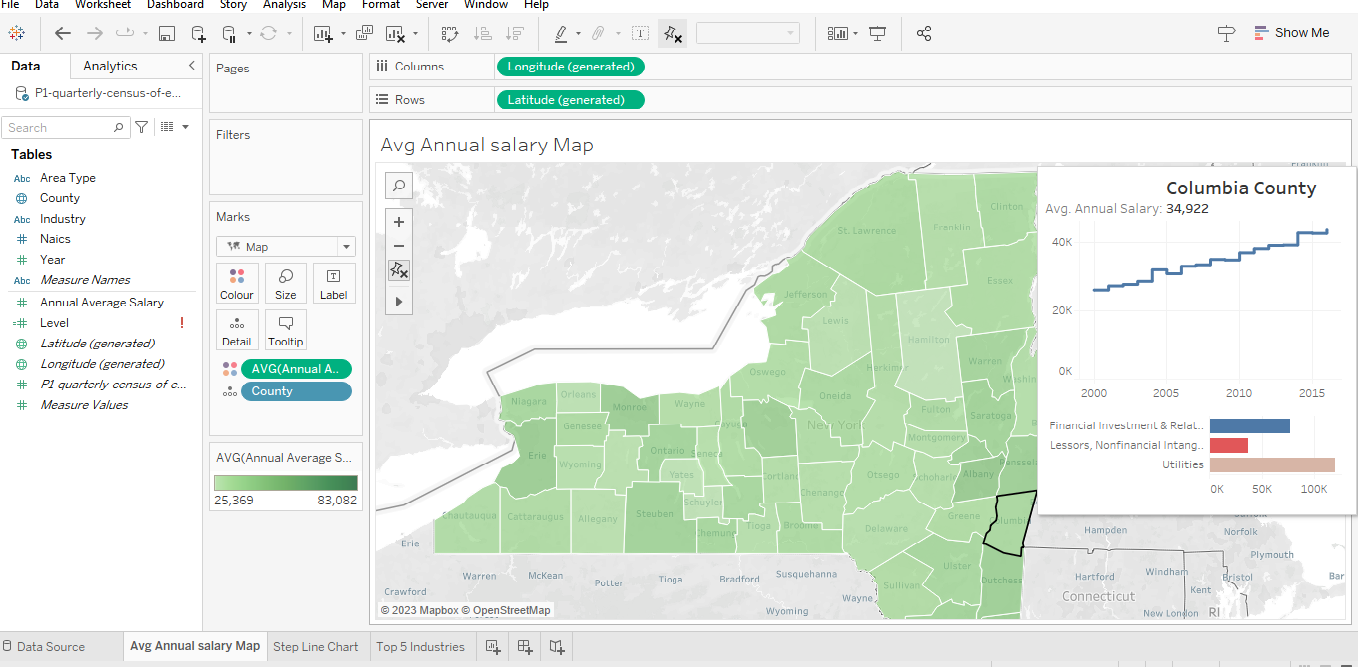 File Data Worksheet Dashboard Story Analysis Map Format Server Window Help
Show Me
Data Analytics
P1-quarterly-census-of-e...
Search
Tables
Abc Area Type
County
Abc Industry
# Naics
# Year
Abc Measure Names
# Annual Average Salary
=# Level !
Latitude (generated)
Longitude (generated)
# P1-quarterly-census-of-e...
# Measure Values
Pages
Filters
Marks
Map
Colour Size Label
Detail Tooltip
AVG(Annual A..
County
AVG(Annual Average S...
25,369 83,082
Columns Longitude (generated)
Rows Latitude (generated)
Avg Annual salary Map
Franklin
Clinton
Franklin
St. Lawrence
Essex
Jefferson
Lewis
Hamilton
Warren
Oswego
Herkimer
Washin
Oneida
Niagara
Orleans
Monroe
Wayne
Fulton
Saratoga
Genesee
Cayuga
New York
Montgomery
Erie
Ontario
Seneca
Wyoming
Yates
Cortland
Otsego
Schoharie
Albany
Rensselae
Chenango
Schuyler
Chautauqua
Cattaraugus
Allegany
Steuben
Tioga
Broome
Chemung
Delaware
Greene
Columbia
Ulster
Dutchess
Sullivan
Erie
Warren
McKean
Potter
Tioga
Bradford
Susquehanna
Wayne
Crawford
Wyoming
Hampden
Norfolk
Suffolk
Plymouth
Hartford
Windham
Bristol
Bar
Connecticut
Kent
New London
RI
© 2023 Mapbox © OpenStreetMap
Columbia County
Avg. Annual Salary: 34,922
40K
20K
0K
2000 2005 2010 2015
Financial Investment & Relat..
Lessors, Nonfinancial Intang..
Utilities
0K 50K 100K
Data Source Avg Annual salary Map Step Line Chart Top 5 Industries